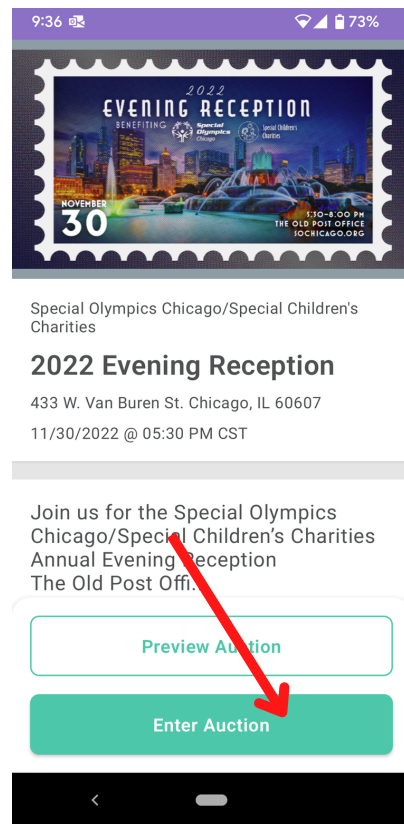 9:36
73%
2022
EVENING RECEPTION
BENEFITING
Special
Olympics
Chicago
Special Children's
Charities
NOVEMBER
30
5:30-8:00 PM
THE OLD POST OFFICE
SOCHICAGO.ORG
Special Olympics Chicago/Special Children's
Charities
2022 Evening Reception
433 W. Van Buren St. Chicago, IL 60607
11/30/2022 @ 05:30 PM CST
Join us for the Special Olympics
Chicago/Special Children’s Charities
Annual Evening Reception
The Old Post Offi...
Preview Auction
Enter Auction